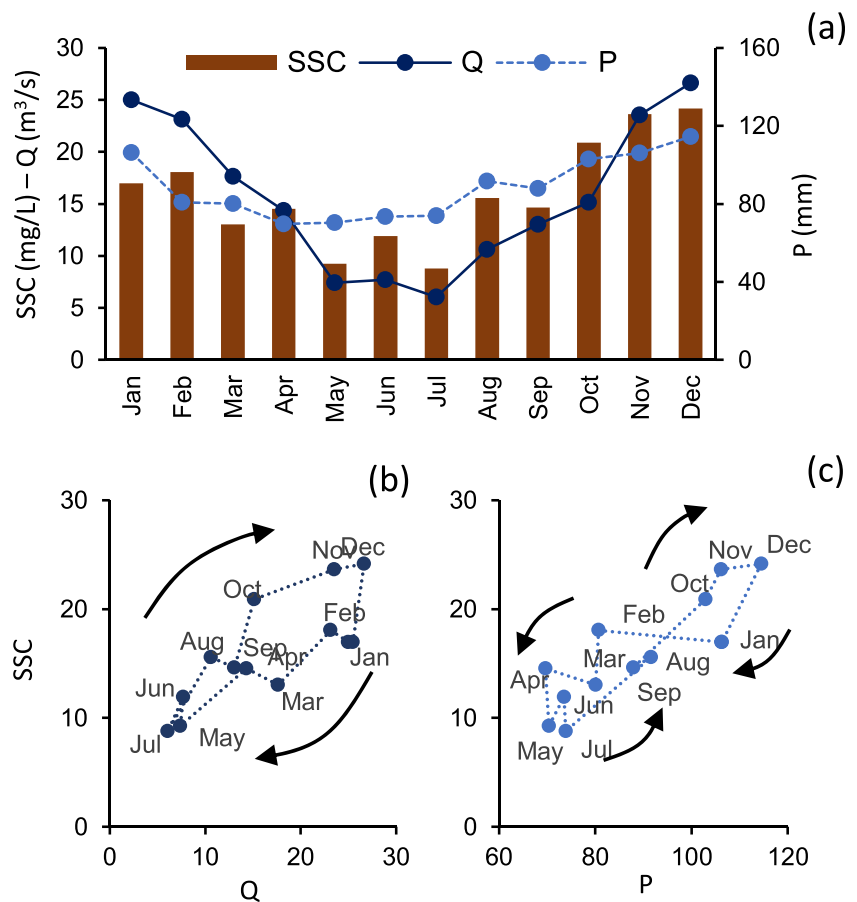 (a)
SSC Q P
SSC (mg/L) – Q (m³/s)
30
25
20
15
10
5
0
160
120
80
40
0
P (mm)
Jan Feb Mar Apr May Jun Jul Aug Sep Oct Nov Dec
(b)
SSC
30
20
10
0
Nov Dec
Oct
Feb
Aug Sep Apr Jan
Jun Mar
Jul May
0 10 20 30
Q
(c)
30
20
10
0
Nov Dec
Oct
Feb Jan
Mar Aug
Apr Jun Sep
May Jul
60 80 100 120
P